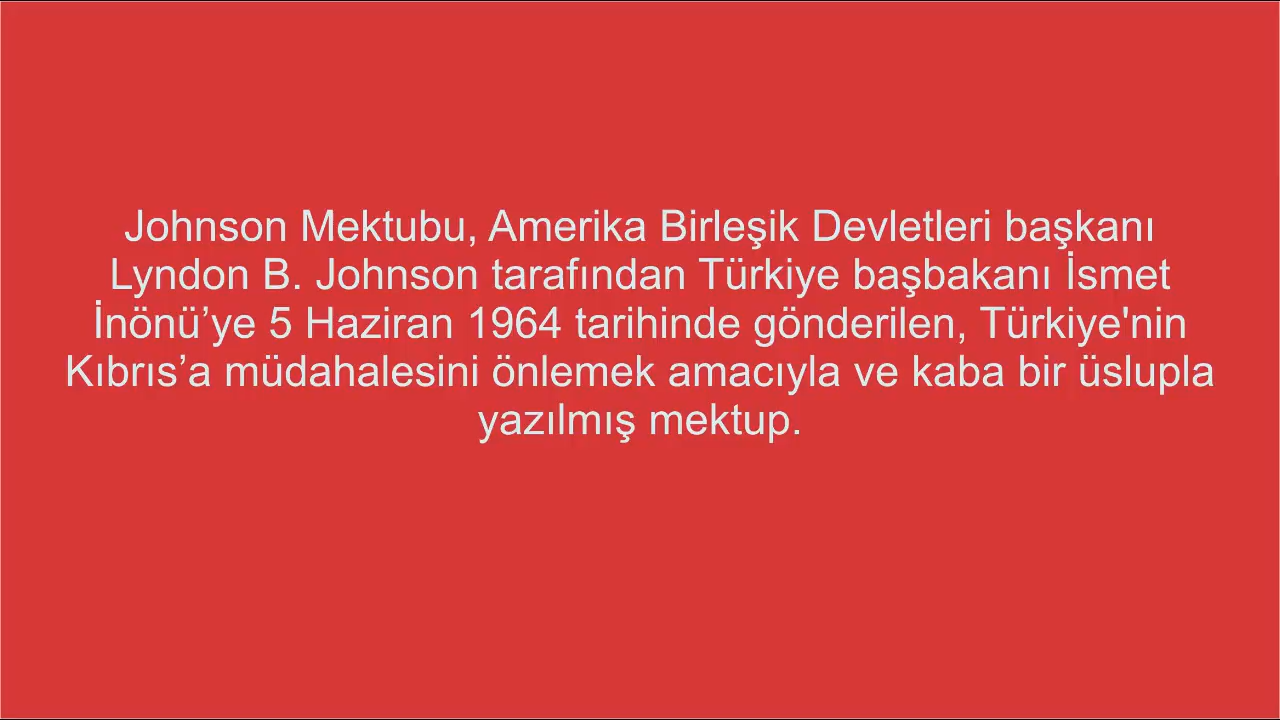 Johnson Mektubu, Amerika Birleşik Devletleri başkanı
Lyndon B. Johnson tarafından Türkiye başbakanı İsmet
İnönü’ye 5 Haziran 1964 tarihinde gönderilen, Türkiye'nin
Kıbrıs’a müdahalesini önlemek amacıyla ve kaba bir üslupla
yazılmış mektup.